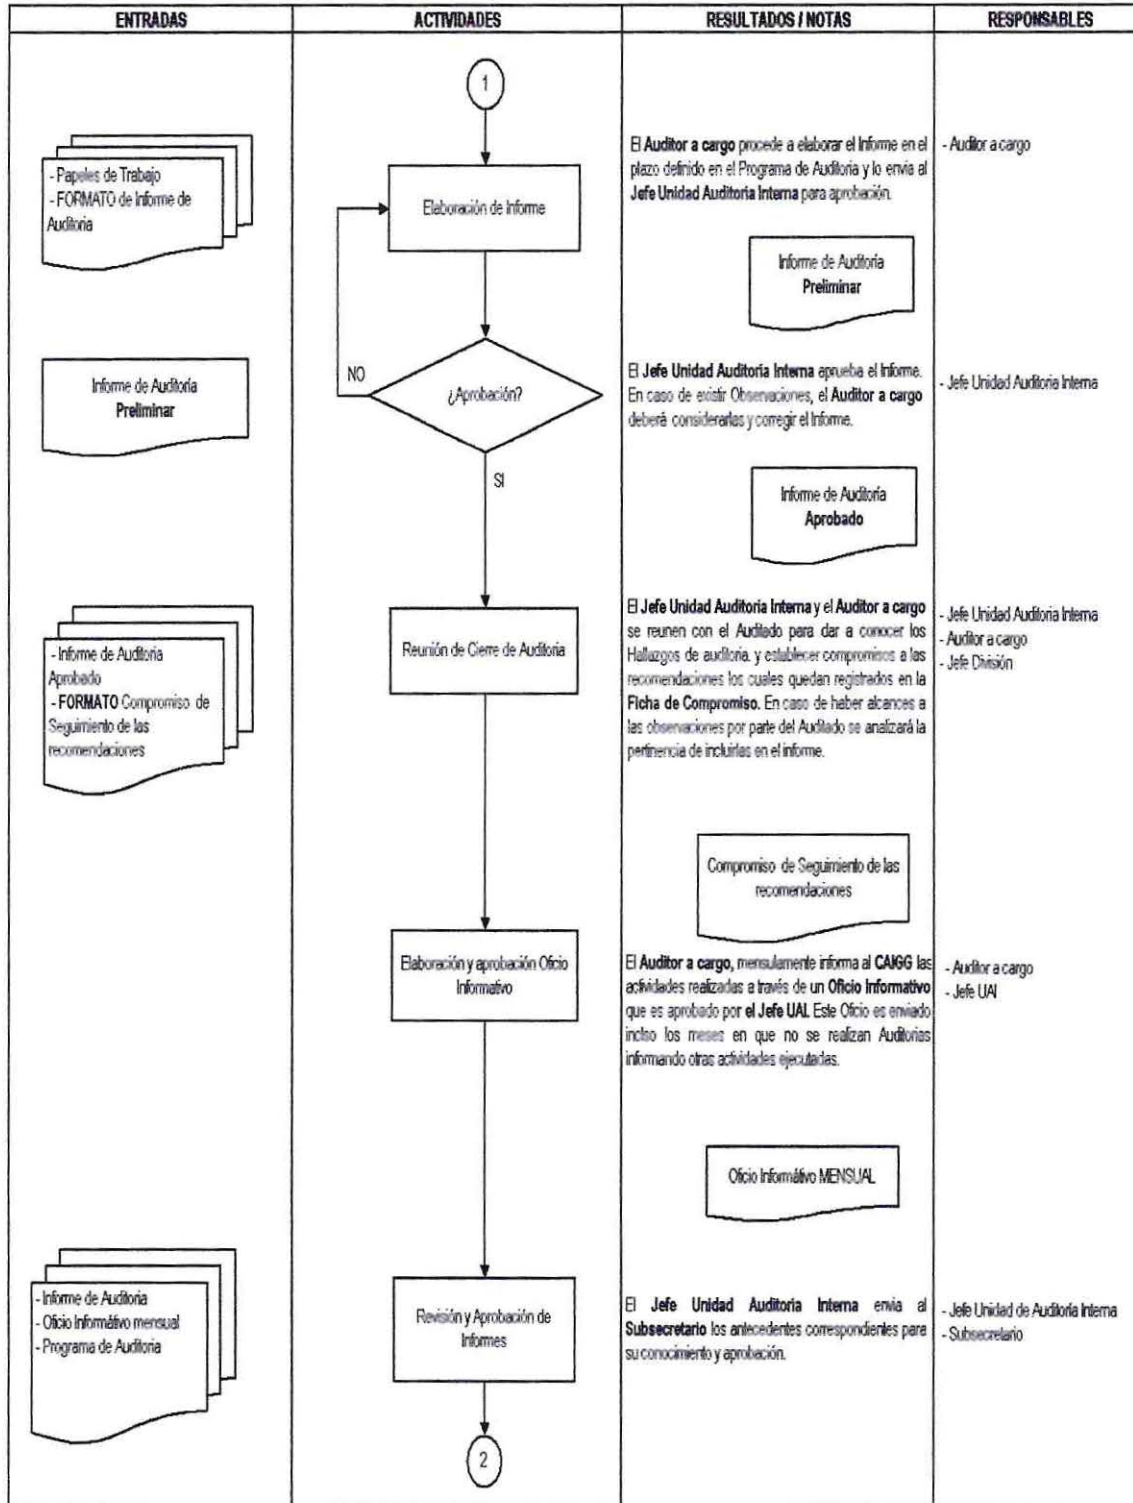 ENTRADAS
ACTIVIDADES
RESULTADOS / NOTAS
RESPONSABLES
1
- Papeles de Trabajo
- FORMATO de Informe de
Auditoria
Elaboración de Informe
El Auditor a cargo procede a elaborar el Informe en el
plazo definido en el Programa de Auditoria y lo envia al
Jefe Unidad Auditoria Interna para aprobación.
- Auditor a cargo
Informe de Auditoria
Preliminar
Informe de Auditoría
Preliminar
NO
¿Aprobación?
SI
El Jefe Unidad Auditoria Interna aprueba el Informe.
En caso de existir Observaciones, el Auditor a cargo
deberá considerarlas y corregir el Informe.
- Jefe Unidad Auditoria Interna
Informe de Auditoría
Aprobado
- Informe de Auditoria
Aprobado
- FORMATO Compromiso de
Seguimiento de las
recomendaciones
Reunión de Cierre de Auditoria
El Jefe Unidad Auditoría Interna y el Auditor a cargo
se reunen con el Auditado para dar a conocer los
Hallazgos de auditoria. y establecer compromisos a las
recomendaciones los cuales quedan registrados en la
Ficha de Compromiso. En caso de haber alcances a
las observaciones por parte del Auditado se analizará la
pertinencia de incluirlas en el informe.
- Jefe Unidad Auditoria Interna
- Auditor a cargo
- Jefe División
Compromiso de Seguimiento de las
recomendaciones
Elaboración y aprobación Oficio
Informativo
El Auditor a cargo, mensulamente informa al CAIGG las
actividades realizadas a través de un Oficio Informativo
que es aprobado por el Jefe UAI. Este Oficio es enviado
inclso los meses en que no se realizan Auditorias
informando otras actividades ejecutadas.
- Auditor a cargo
- Jefe UAI
Oficio Informátivo MENSUAL
- Informe de Auditoria
- Oficio Informátivo mensual
- Programa de Auditoria
Revisión y Aprobación de
Informes
El Jefe Unidad Auditoria Interna envia al
Subsecretario los antecedentes correspondientes para
su conocimiento y aprobación.
- Jefe Unidad de Auditoria Interna
- Subsecretario
2